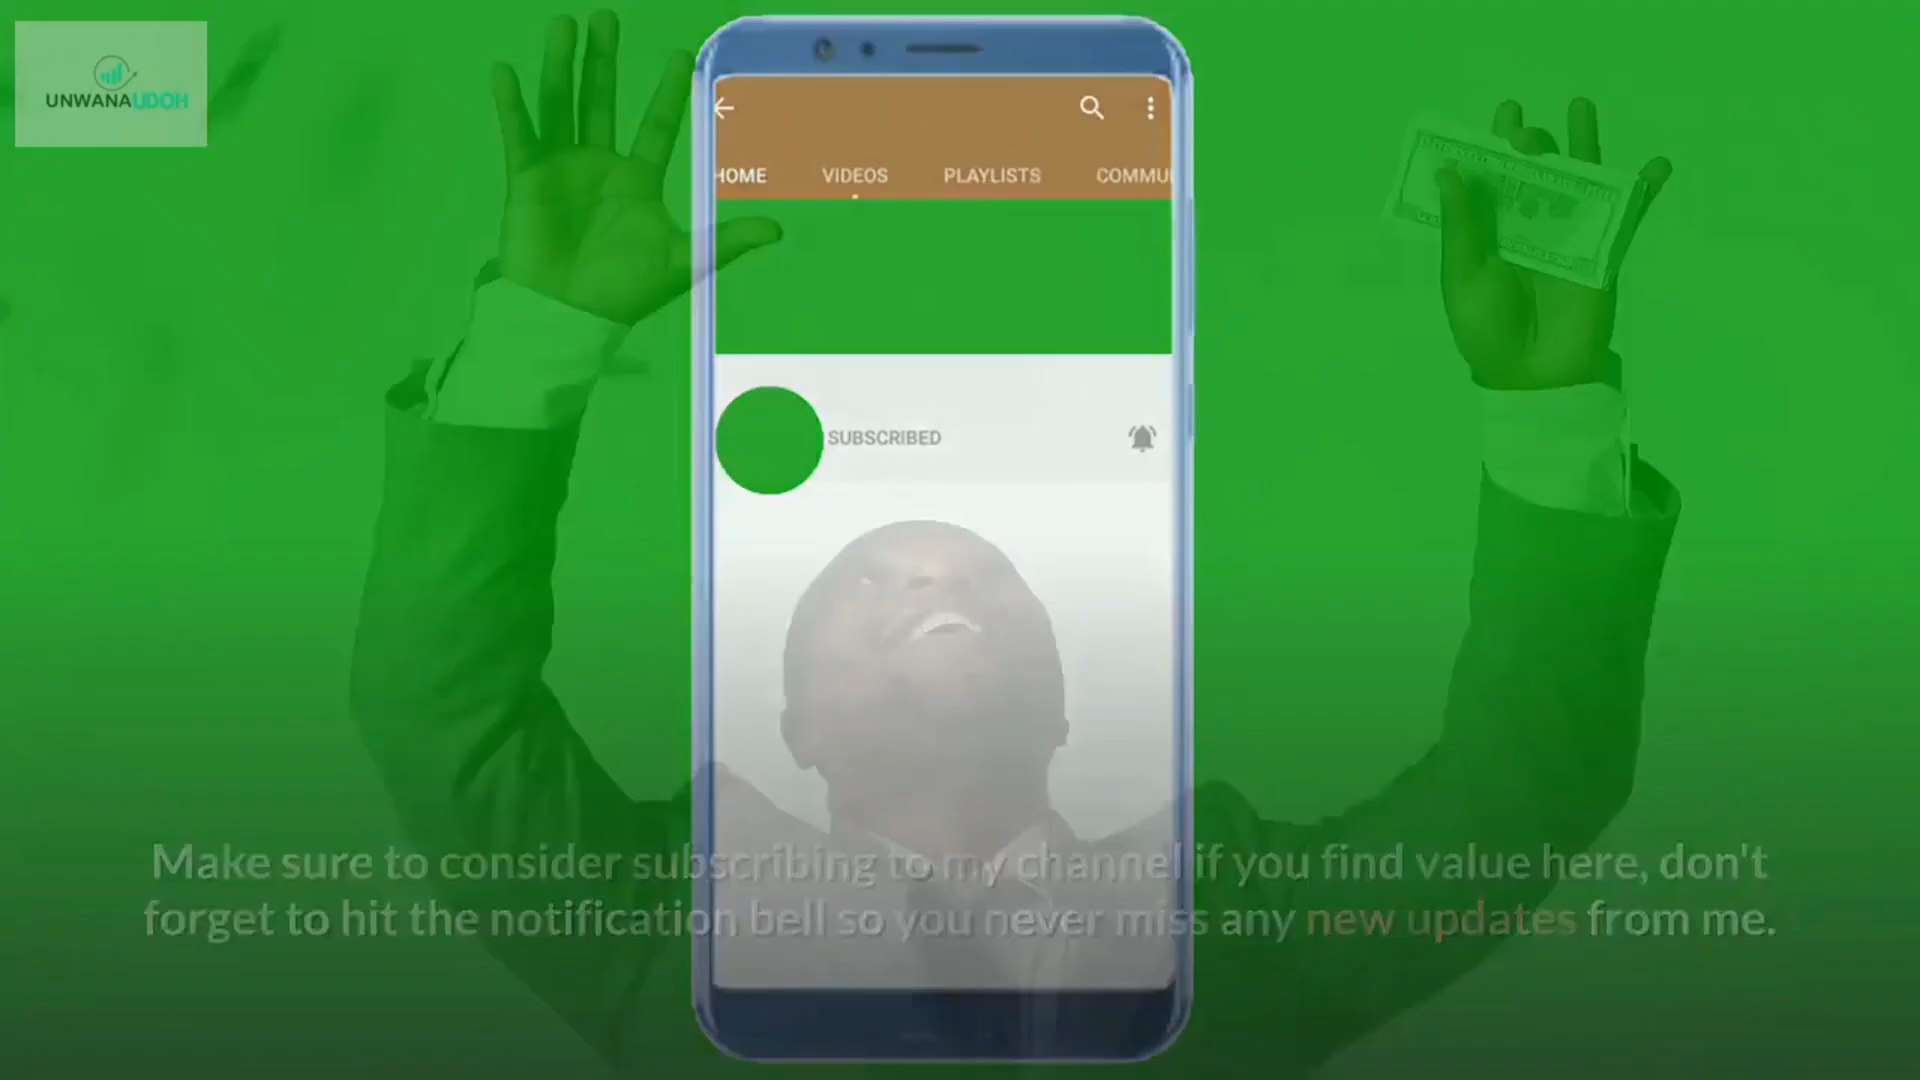 UNWANAUDOH
HOME VIDEOS PLAYLISTS COMMU
SUBSCRIBED
Make sure to consider subscribing to my channel if you find value here, don't
forget to hit the notification bell so you never miss any new updates from me.